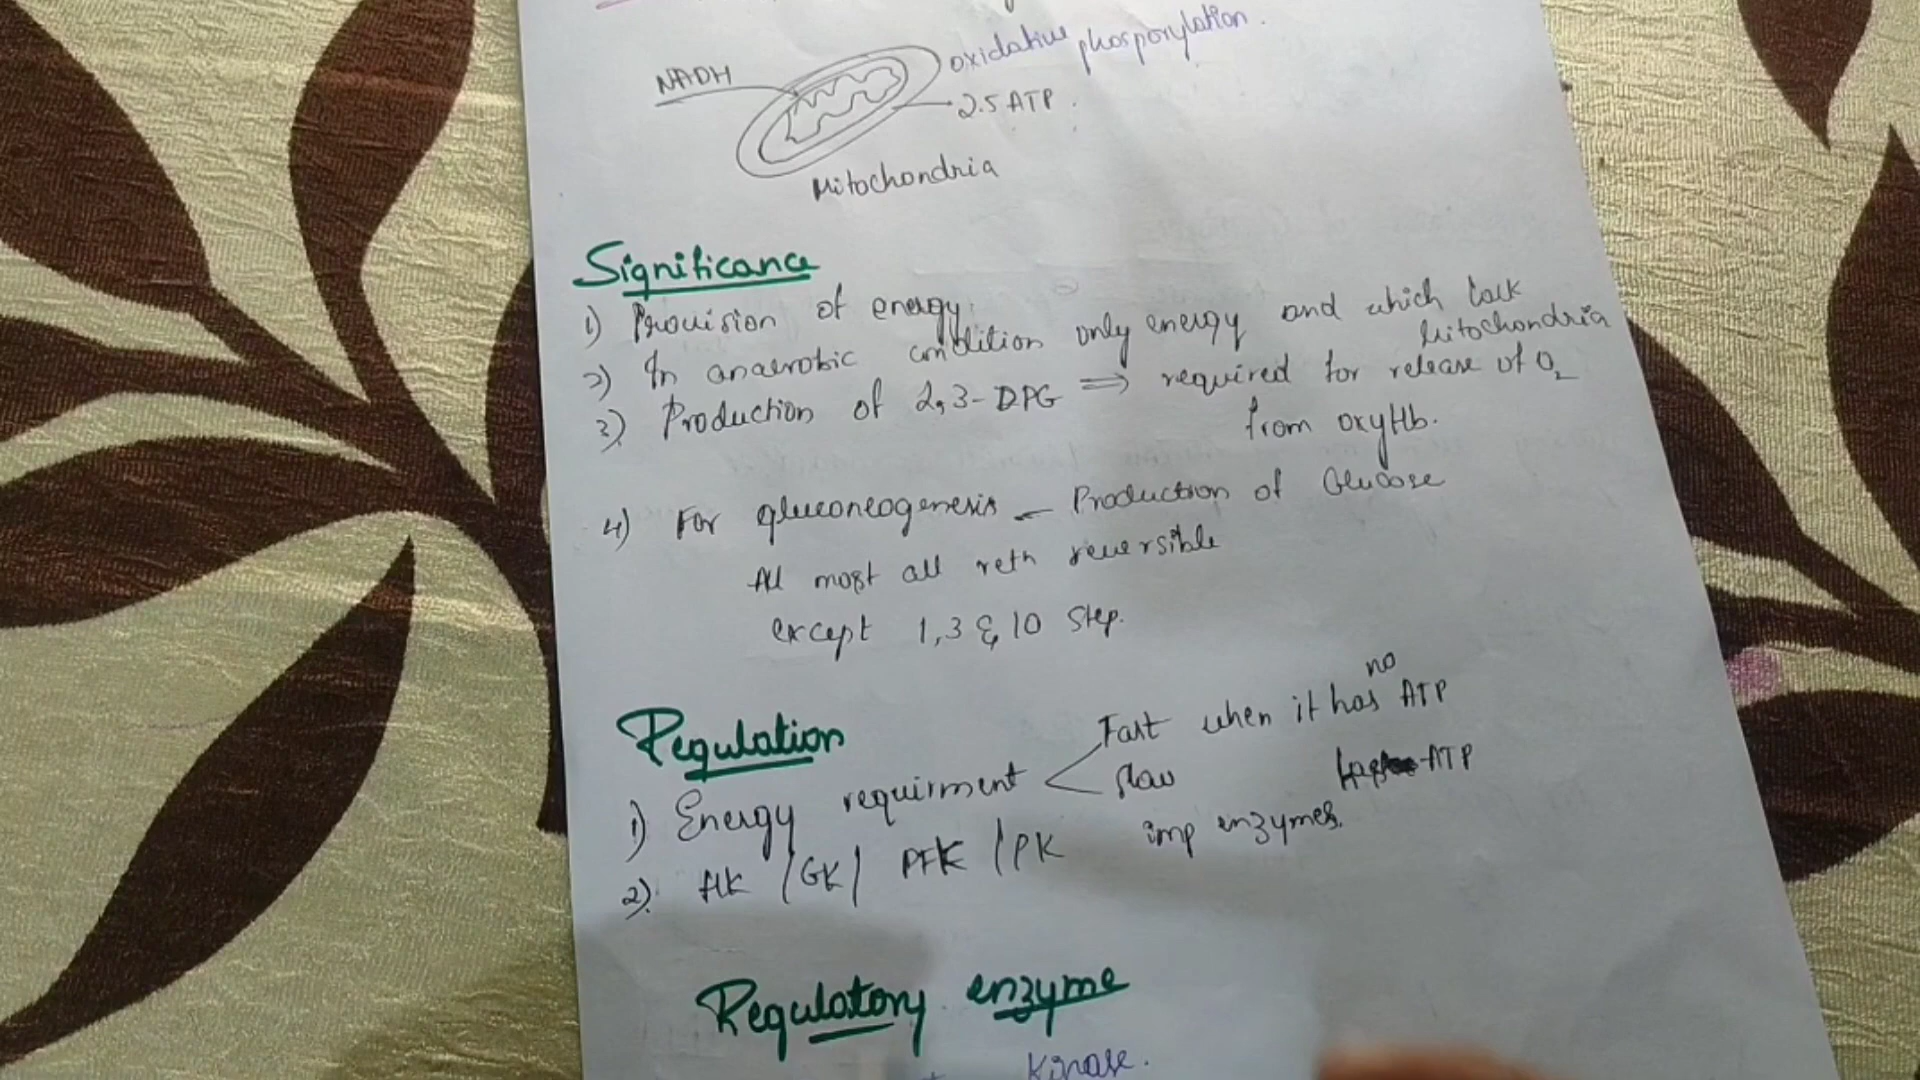 NADH
oxidative phosporylation.
2.5 ATP.
Mitochondria
Significance
1) Provision of energy.
2) In anaerobic condition only energy and which lack
Mitochondria
3) Production of 2,3-DPG ⇒ required for release of O2
from oxyHb.
4) For gluconeogenesis - Production of Glucose
All most all rctn reversible
except 1,3 & 10 Step.
Regulation
1) Energy requirment < Fast when it has no ATP
Slow ATP
2) HK /GK/ PFK /PK imp enzymes.
Regulatory enzyme
Kinase.